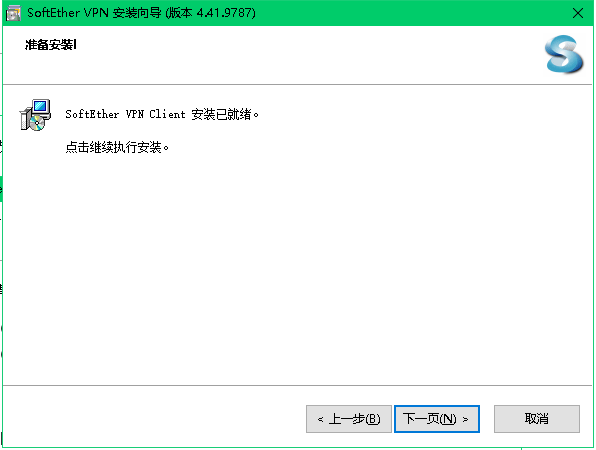 SoftEther VPN 安装向导 (版本 4.41.9787)
准备安装!
SoftEther VPN Client 安装已就绪。
点击继续执行安装。
< 上一步(B)
下一页(N) >
取消